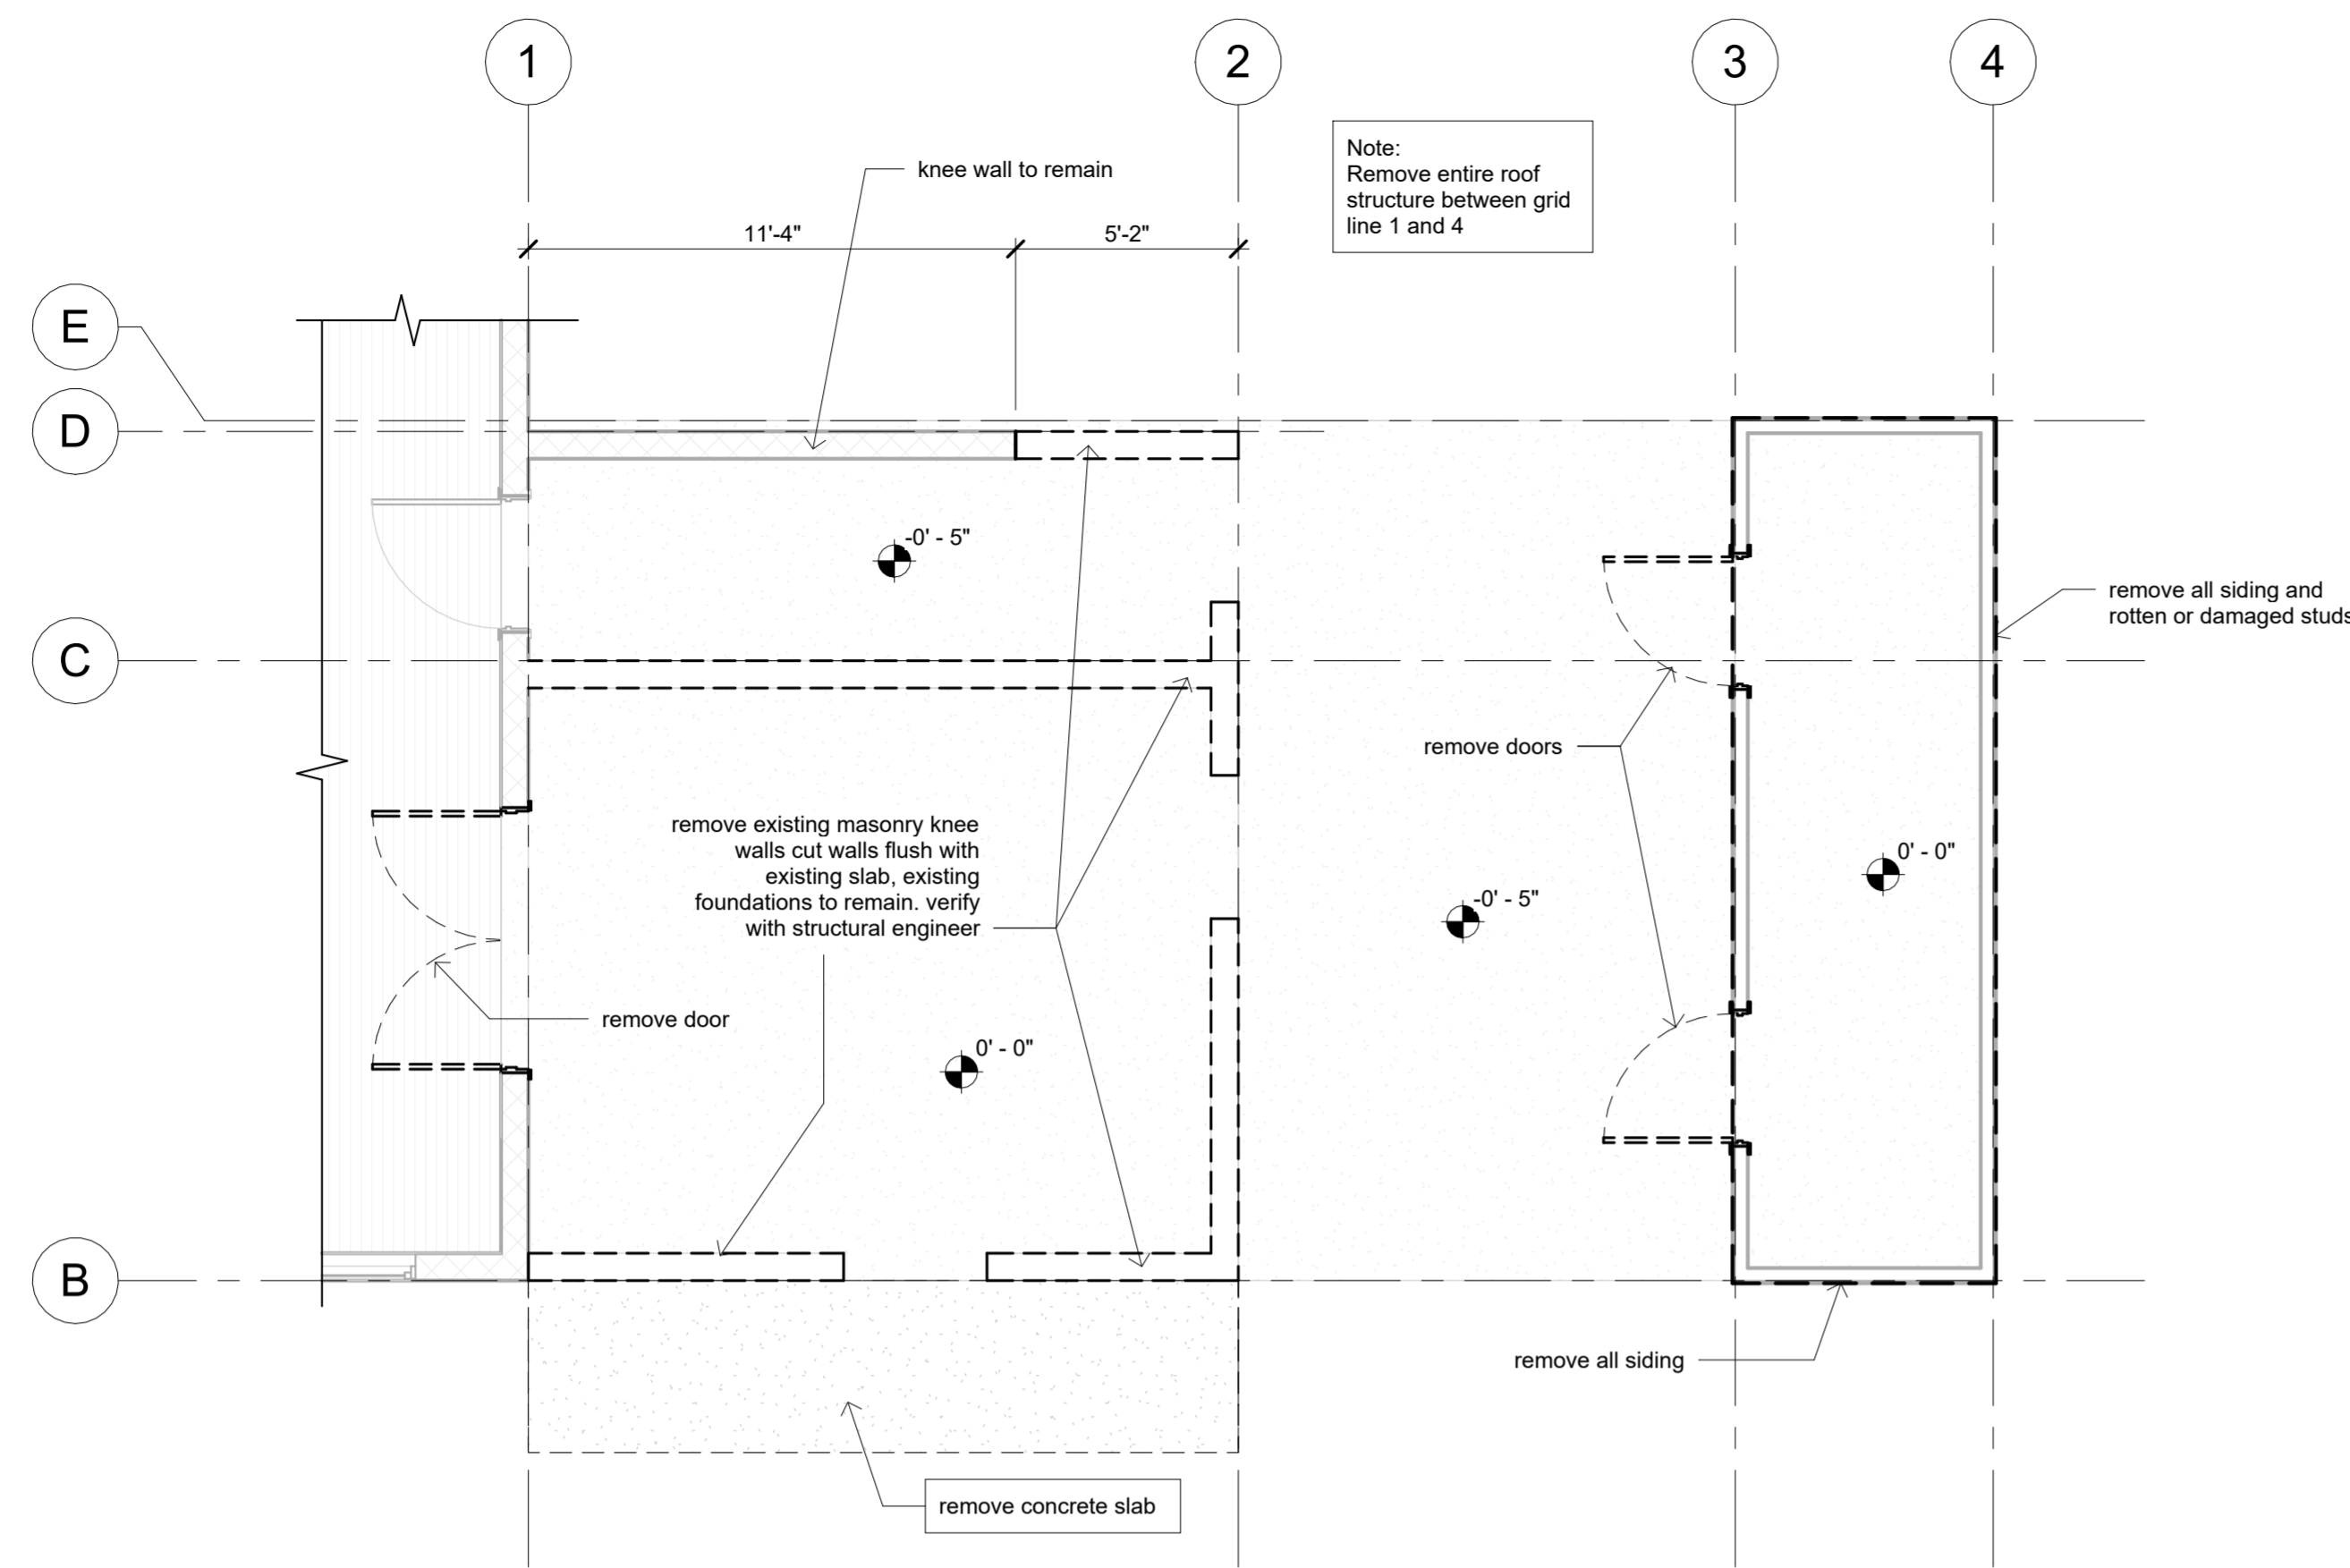 1
2
3
4
Note:
Remove entire roof
structure between grid
line 1 and 4
knee wall to remain
11'-4"
5'-2"
E
D
C
B
-0' - 5"
remove all siding and
rotten or damaged studs
remove doors
remove existing masonry knee
walls cut walls flush with
existing slab, existing
foundations to remain. verify
with structural engineer
0' - 0"
-0' - 5"
remove door
0' - 0"
remove all siding
remove concrete slab